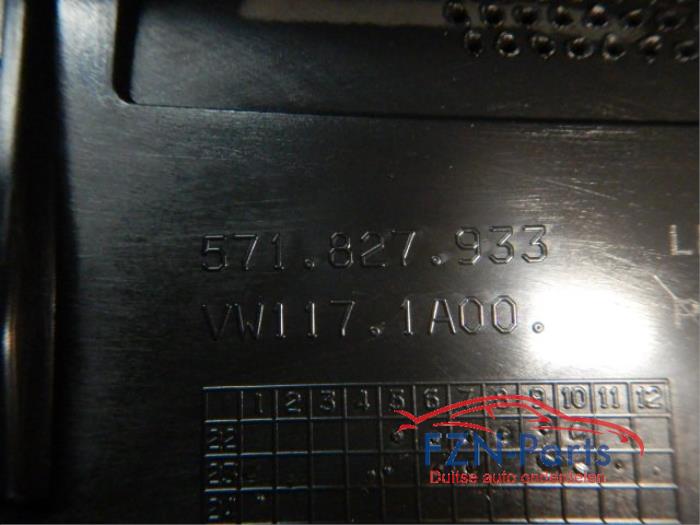 571.827.933
VW117.1A00.
1 2 3 4 5 6 7 8 9 10 11 12
FZN-Parts
Duitse auto onderdelen